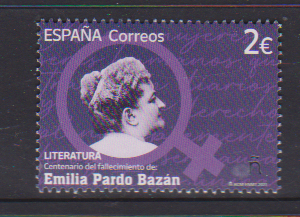 ESPAÑA Correos 2€
LITERATURA
Centenario del fallecimiento de:
Emilia Pardo Bazán